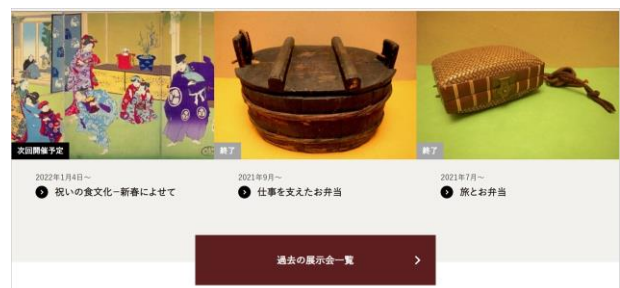 次回開催予定
終了
終了
2022年1月4日～
祝いの食文化−新春によせて
2021年9月～
仕事を支えたお弁当
2021年7月～
旅とお弁当
過去の展示会一覧